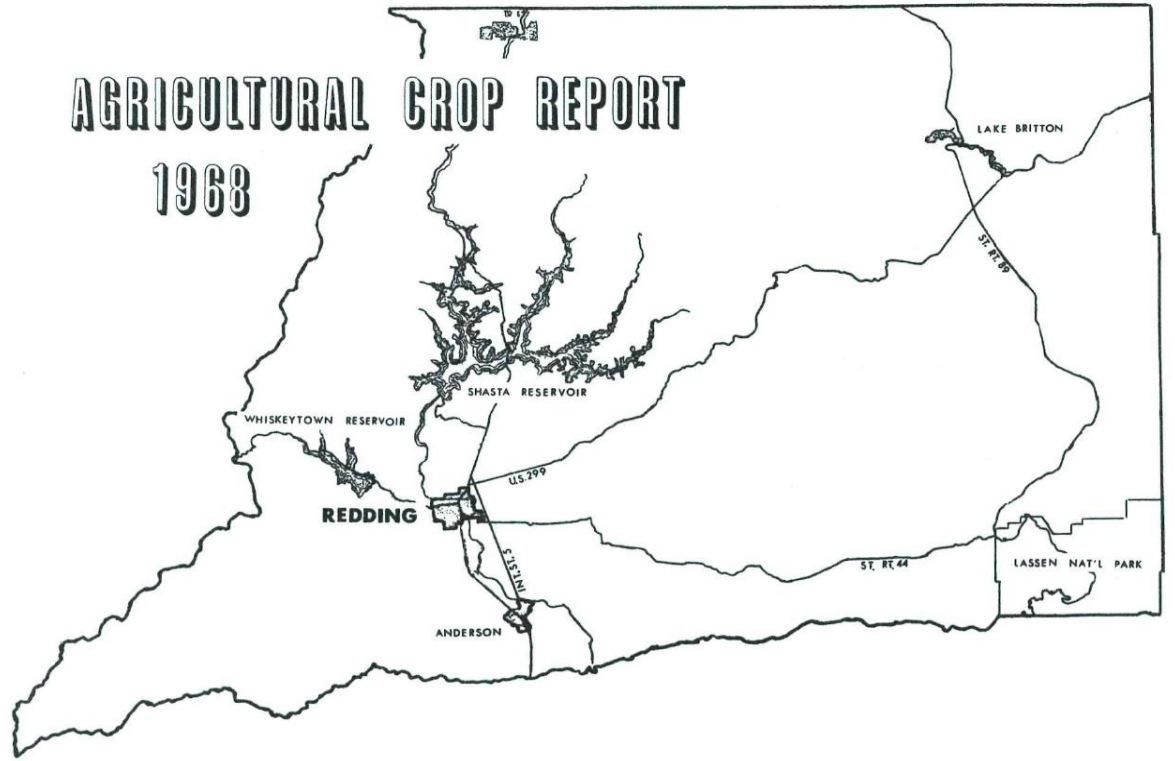 AGRICULTURAL CROP REPORT
1968
LAKE BRITTON
ST. RT. 89
SHASTA RESERVOIR
WHISKEYTOWN RESERVOIR
U.S. 299
REDDING
INT. ST. 5
ST. RT. 44
LASSEN NAT'L PARK
ANDERSON